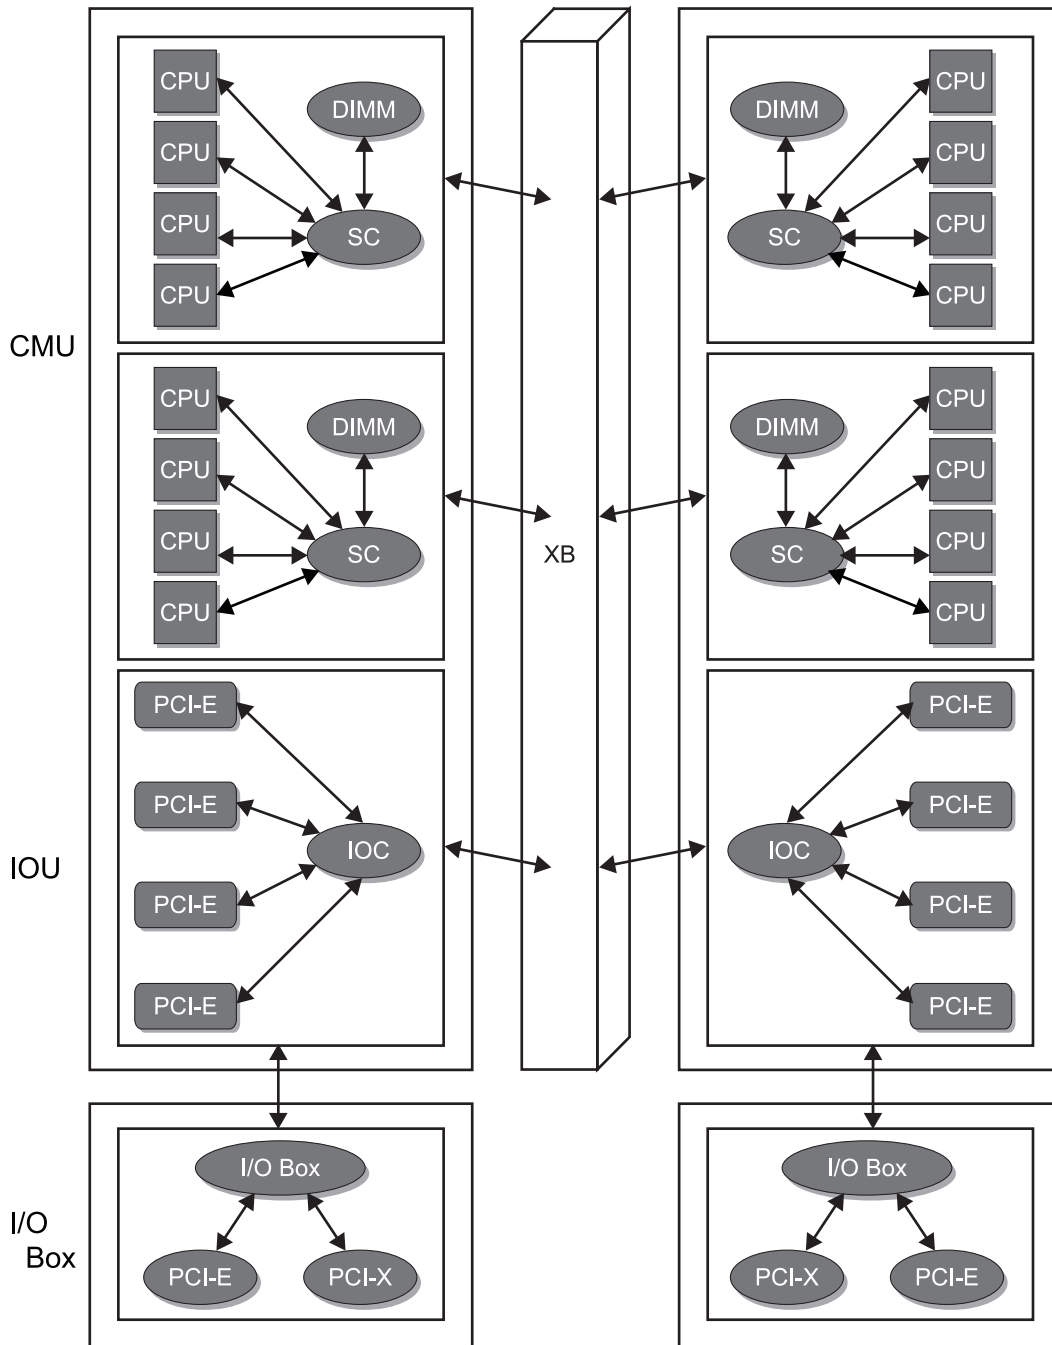 CPU
CPU
CPU
CPU
DIMM
SC
DIMM
SC
CPU
CPU
CPU
CPU
CMU
CPU
CPU
CPU
CPU
DIMM
SC
XB
DIMM
SC
CPU
CPU
CPU
CPU
IOU
PCI-E
PCI-E
PCI-E
PCI-E
IOC
IOC
PCI-E
PCI-E
PCI-E
PCI-E
I/O
Box
I/O Box
PCI-E
PCI-X
I/O Box
PCI-X
PCI-E